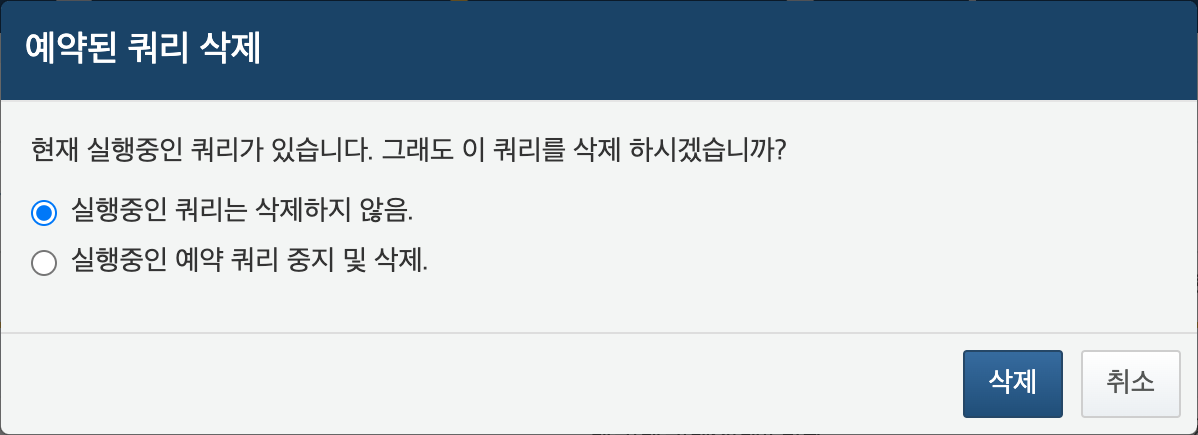 예약된 쿼리 삭제
현재 실행중인 쿼리가 있습니다. 그래도 이 쿼리를 삭제 하시겠습니까?
실행중인 쿼리는 삭제하지 않음.
실행중인 예약 쿼리 중지 및 삭제.
삭제 취소